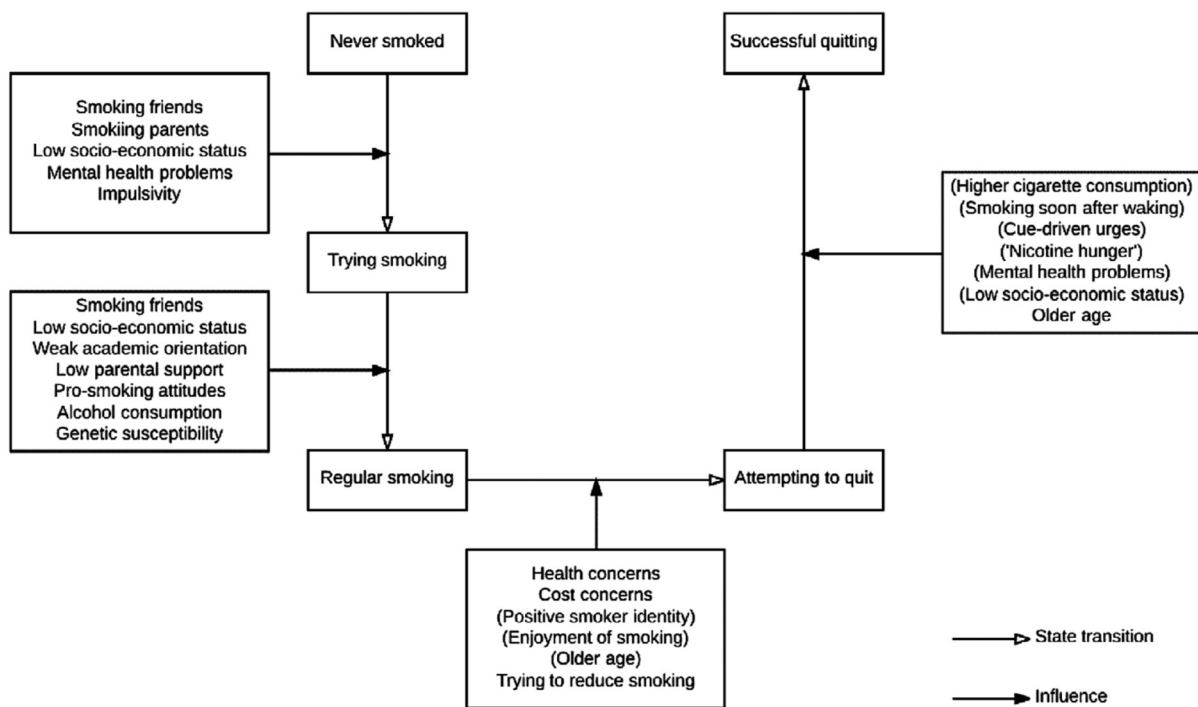 Never smoked
Successful quitting
Smoking friends
Smokiing parents
Low socio-economic status
Mental health problems
Impulsivity
(Higher cigarette consumption)
(Smoking soon after waking)
(Cue-driven urges)
('Nicotine hunger')
(Mental health problems)
(Low socio-economic status)
Older age
Trying smoking
Smoking friends
Low socio-economic status
Weak academic orientation
Low parental support
Pro-smoking attitudes
Alcohol consumption
Genetic susceptibility
Regular smoking
Attempting to quit
Health concerns
Cost concerns
(Positive smoker identity)
(Enjoyment of smoking)
(Older age)
Trying to reduce smoking
State transition
Influence